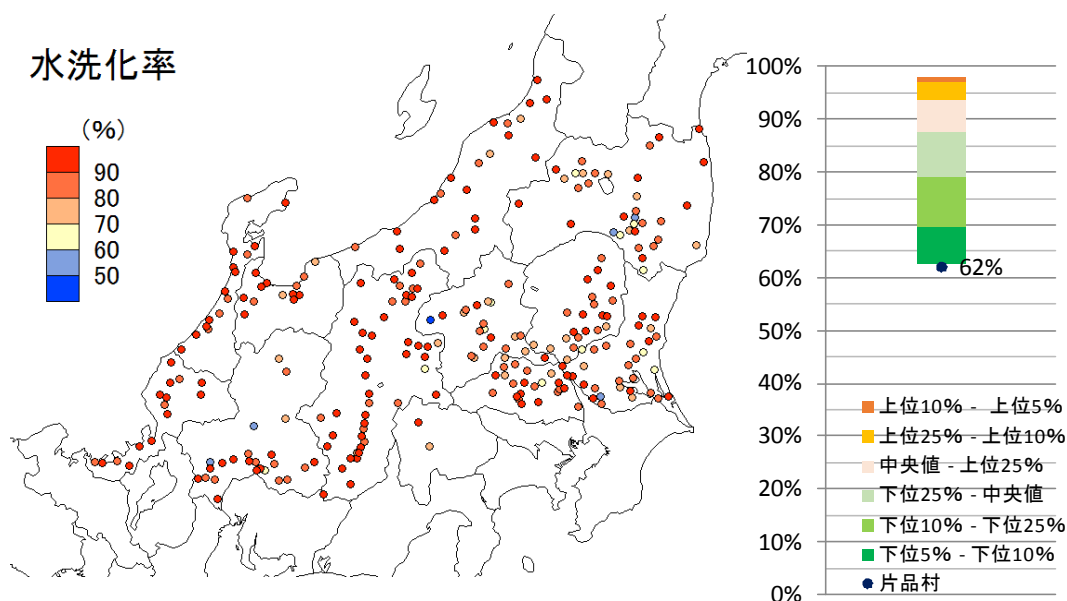 水洗化率
（%）
90
80
70
60
50
100%
90%
80%
70%
60%
50%
40%
30%
20%
10%
0%
62%
上位10% - 上位5%
上位25% - 上位10%
中央値 - 上位25%
下位25% - 中央値
下位10% - 下位25%
下位5% - 下位10%
片品村